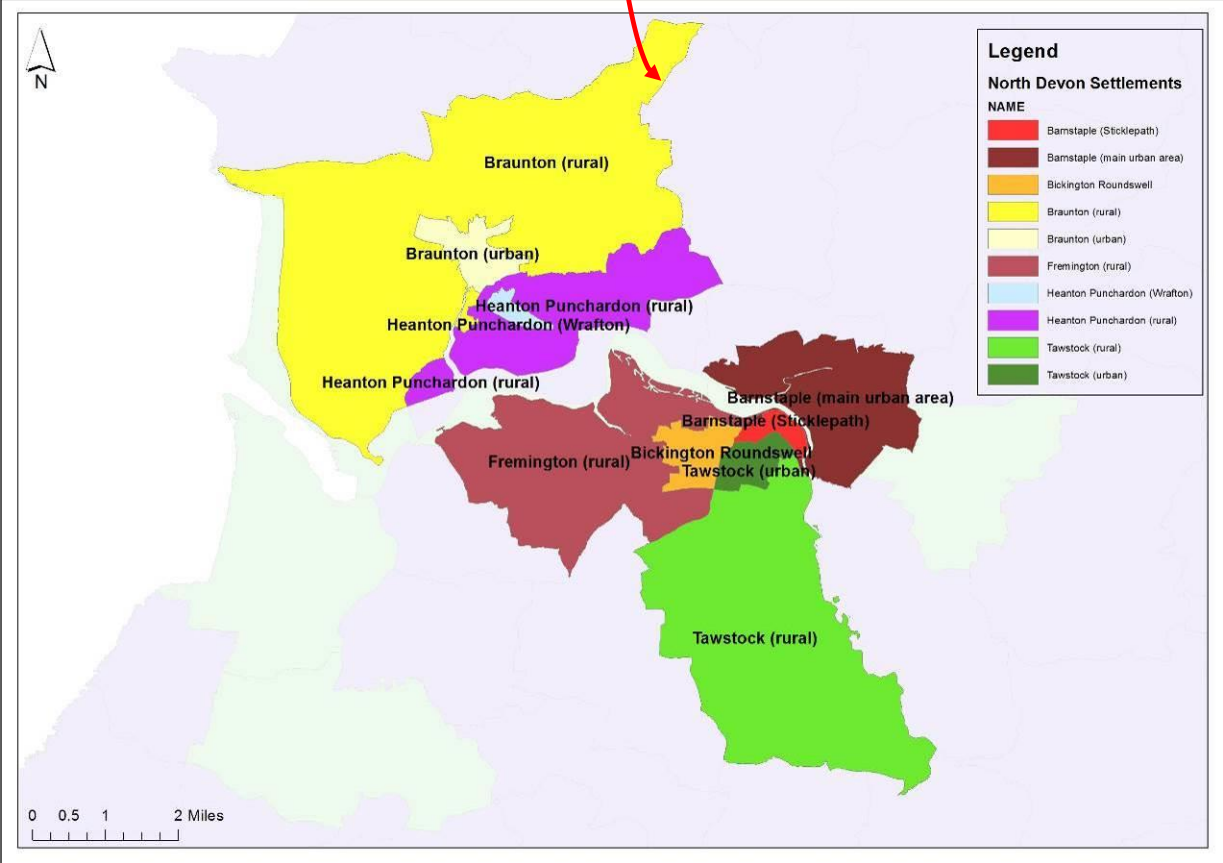 N
Legend
North Devon Settlements
NAME
Barnstaple (Sticklepath)
Barnstaple (main urban area)
Bickington Roundswell
Braunton (rural)
Braunton (urban)
Fremington (rural)
Heanton Punchardon (Wrafton)
Heanton Punchardon (rural)
Tawstock (rural)
Tawstock (urban)
Braunton (rural)
Braunton (urban)
Heanton Punchardon (rural)
Heanton Punchardon (Wrafton)
Heanton Punchardon (rural)
Barnstaple (main urban area)
Barnstaple (Sticklepath)
Bickington Roundswell
Fremington (rural)
Tawstock (urban)
Tawstock (rural)
0 0.5 1 2 Miles